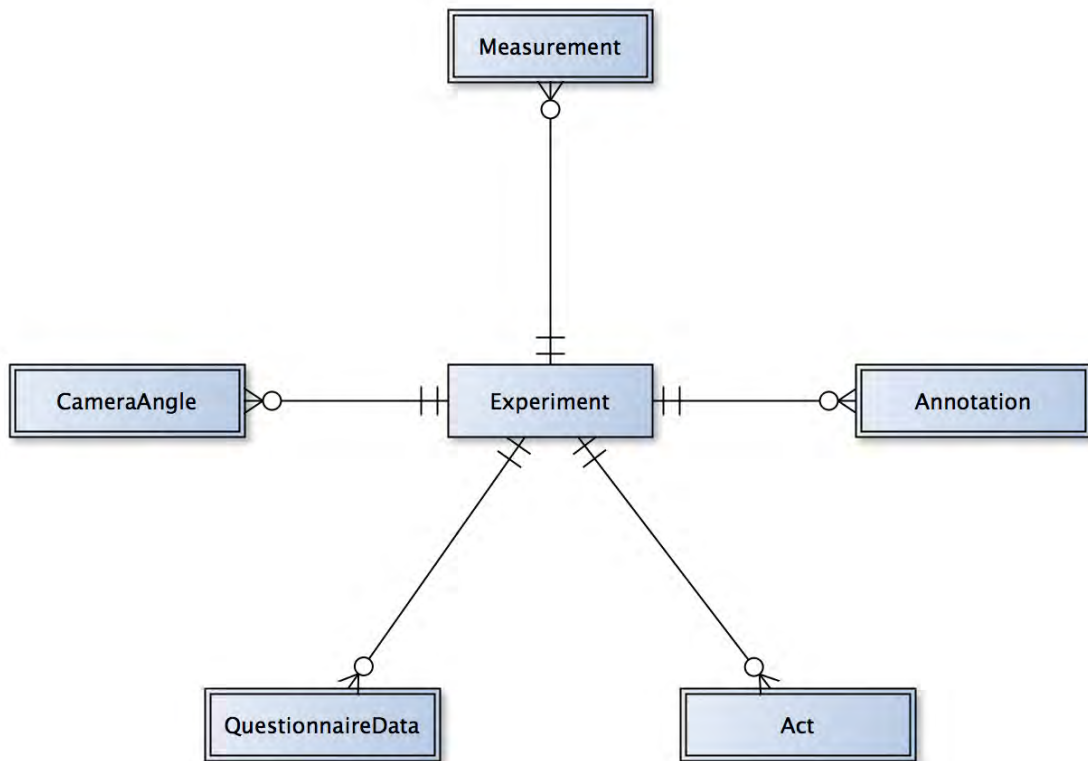 Measurement
CameraAngle
Experiment
Annotation
QuestionnaireData
Act